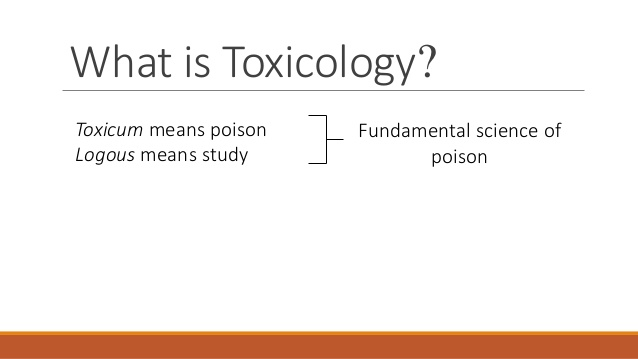 What is Toxicology?
Toxicum means poison
Logous means study
Fundamental science of
poison